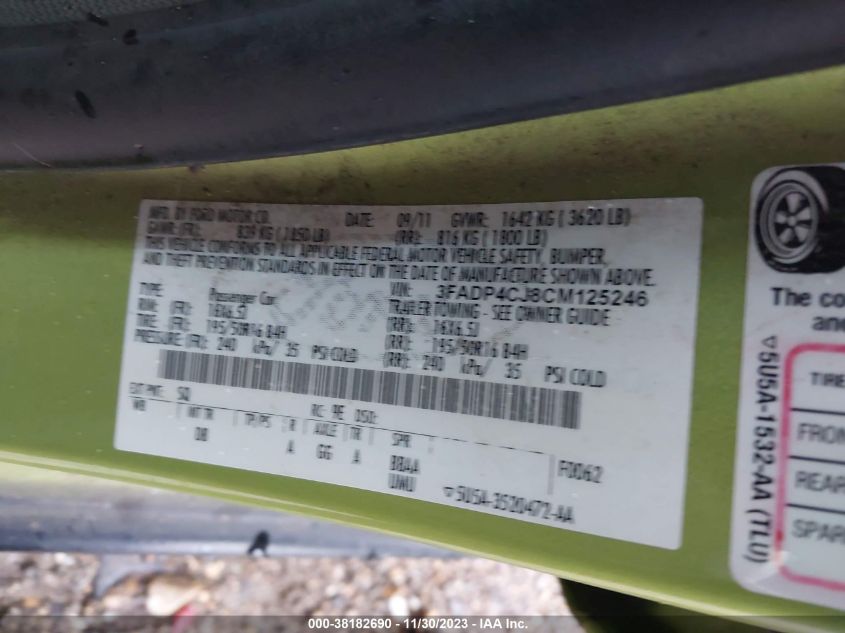 MFD. BY FORD MOTOR CO. DATE: 09/11 GVWR: 1642 KG ( 3620 LB)
GAWR: (FR): 839 KG ( 1850 LB) (RR): 816 KG ( 1800 LB)
THIS VEHICLE CONFORMS TO ALL APPLICABLE FEDERAL MOTOR VEHICLE SAFETY, BUMPER,
AND THEFT PREVENTION STANDARDS IN EFFECT ON THE DATE OF MANUFACTURE SHOWN ABOVE.
VIN: 3FADP4CJ8CM125246
TYPE: Passenger Car TRAILER TOWING - SEE OWNER GUIDE
RIM: (FR): 16X6.5J (RR): 16X6.5J
TIRE: (FR): 195/50R16 84H (RR): 195/50R16 84H
PRESSURE (FR): 240 kPa/ 35 PSI COLD (RR): 240 kPa/ 35 PSI COLD
EXT PNT: SQ RC: PE DSO:
WB INT TR TP/PS R AXLE TR SPR
DB A GG A BBAA F0062
UMU
▽5U5A-3520472-AA
The co
and
TIRE
FRON
REAR
SPAR
▽5U5A-1532-AA (TLU)
000-38182690 - 11/30/2023 - IAA Inc.